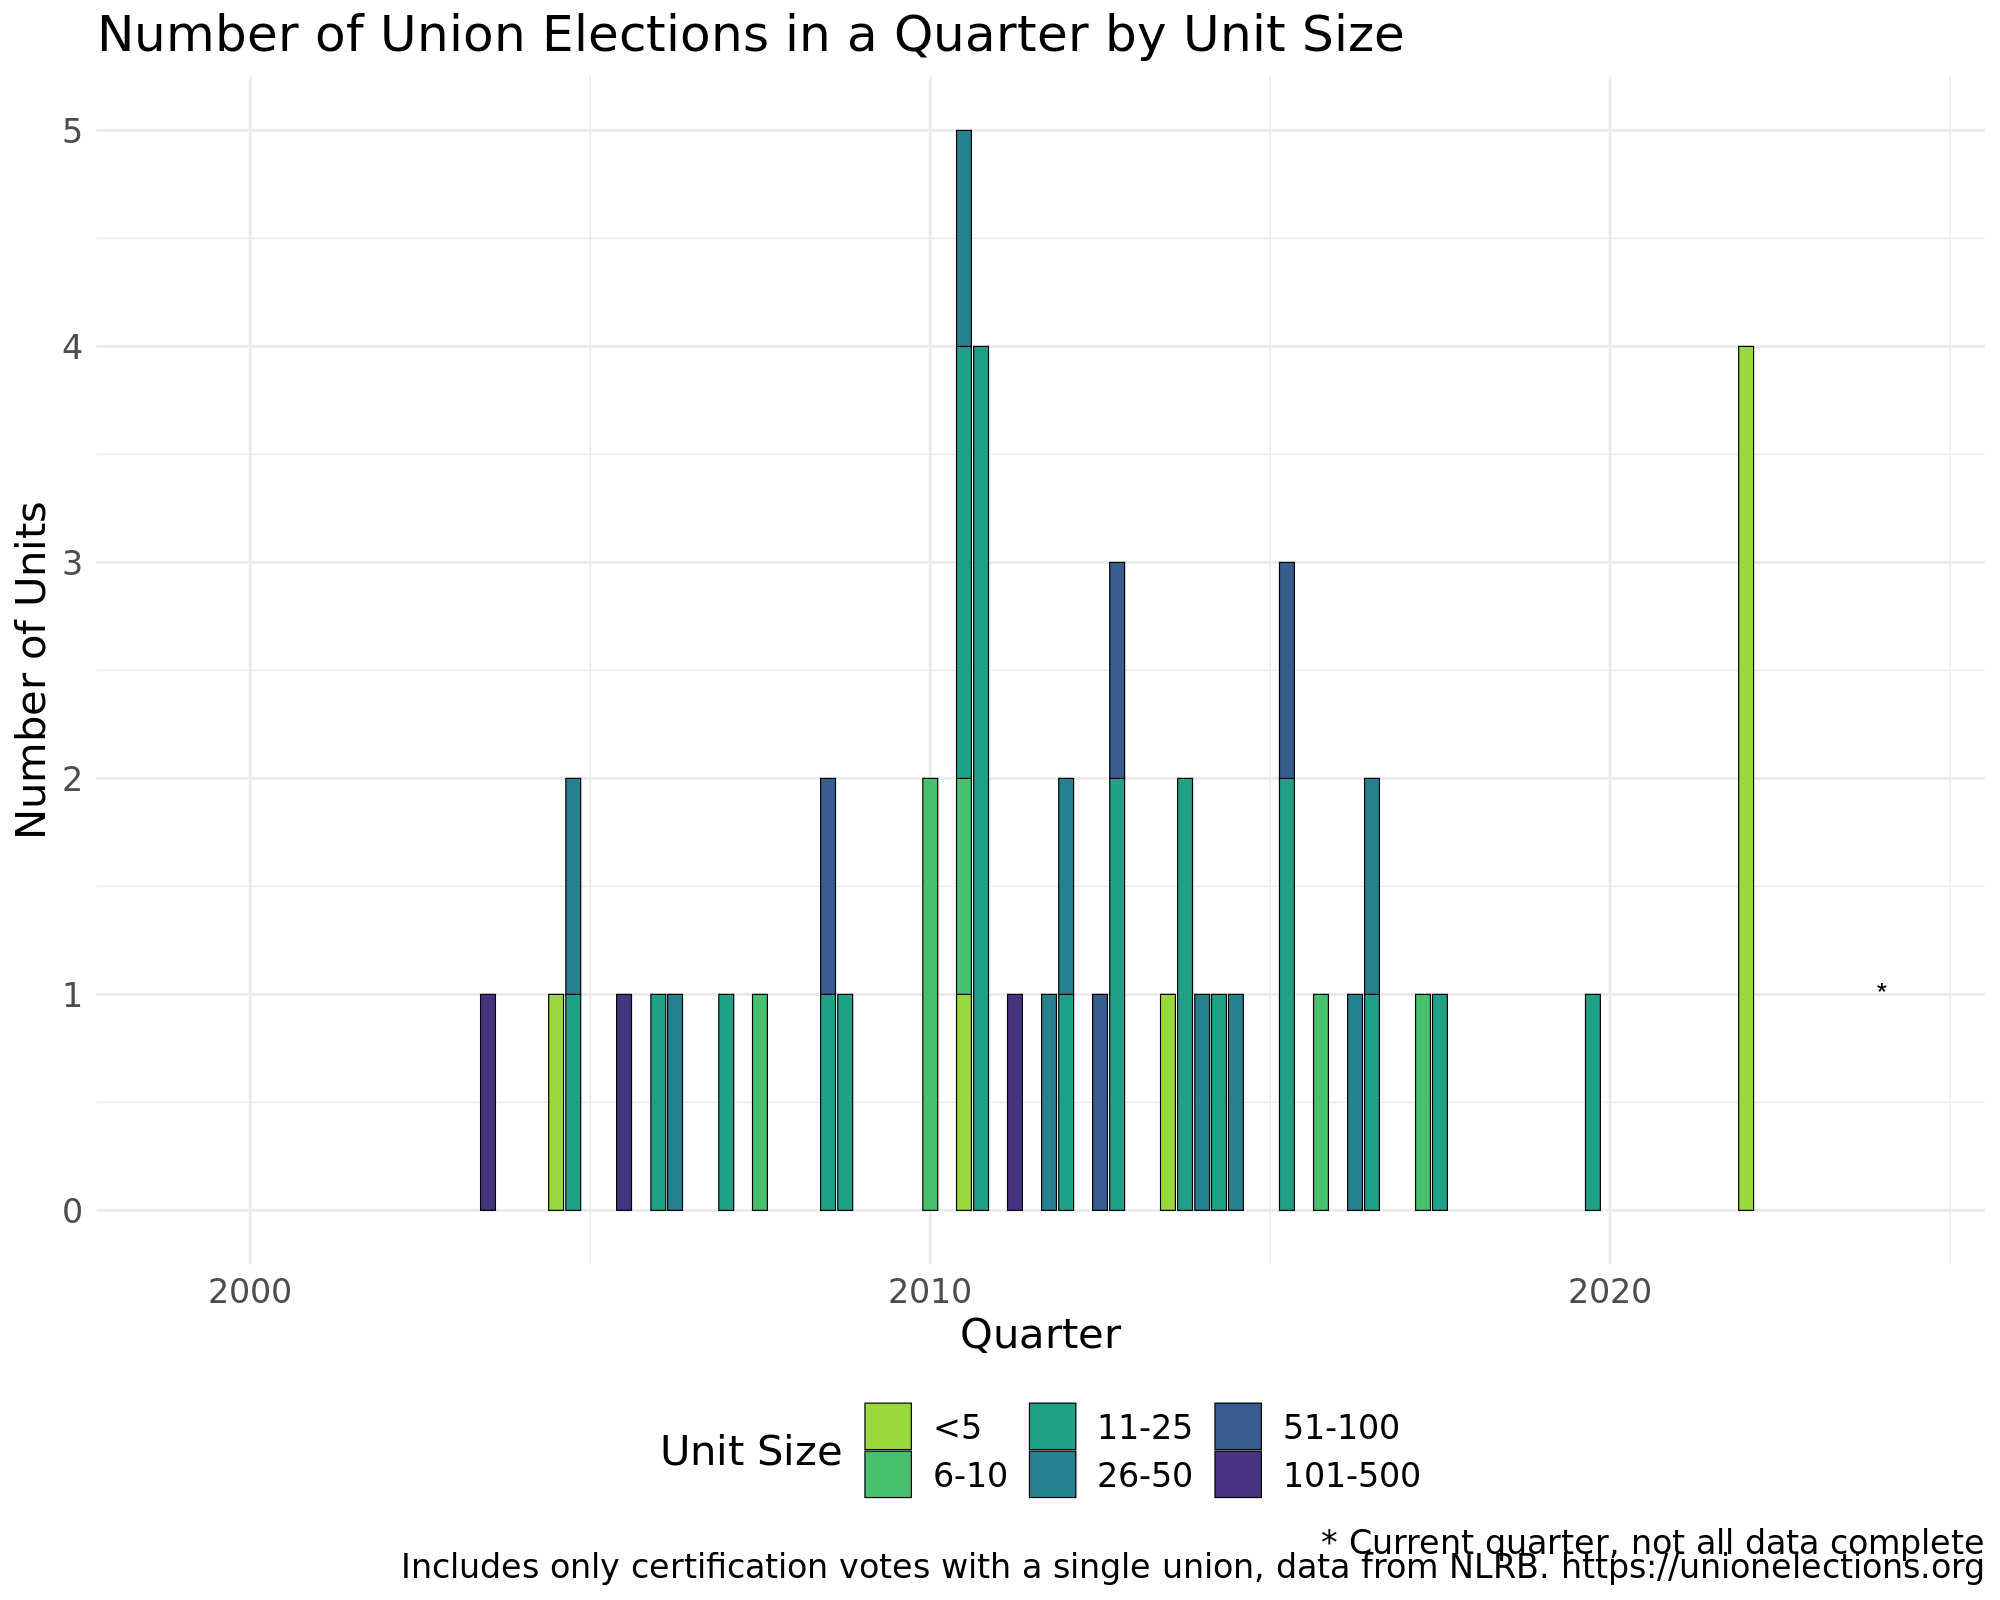 Number of Union Elections in a Quarter by Unit Size
Number of Units
5
4
3
2
1
0
*
2000
2010
2020
Quarter
Unit Size
<5
11-25
51-100
6-10
26-50
101-500
* Current quarter, not all data complete
Includes only certification votes with a single union, data from NLRB. https://unionelections.org